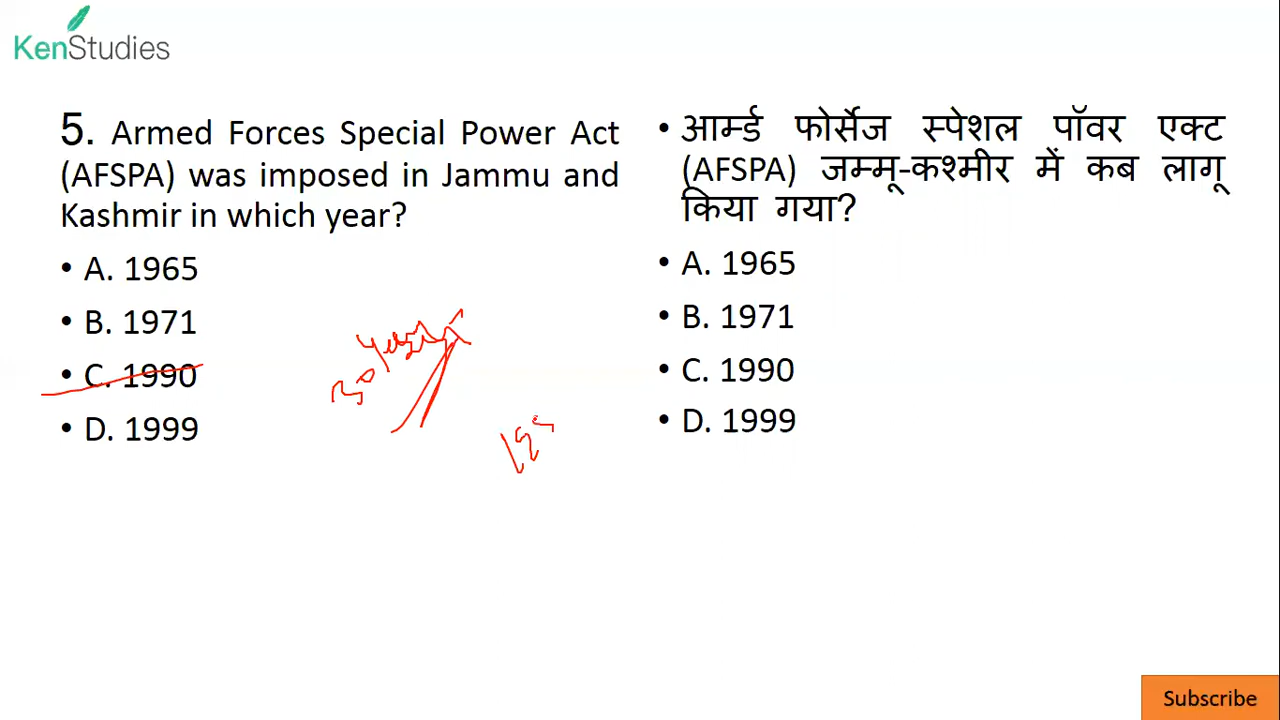 KenStudies
5. Armed Forces Special Power Act
(AFSPA) was imposed in Jammu and
Kashmir in which year?
• A. 1965
• B. 1971
• C. 1990
• D. 1999
• आर्म्ड फोर्सेज स्पेशल पॉवर एक्ट
(AFSPA) जम्मू-कश्मीर में कब लागू
किया गया?
• A. 1965
• B. 1971
• C. 1990
• D. 1999
Subscribe